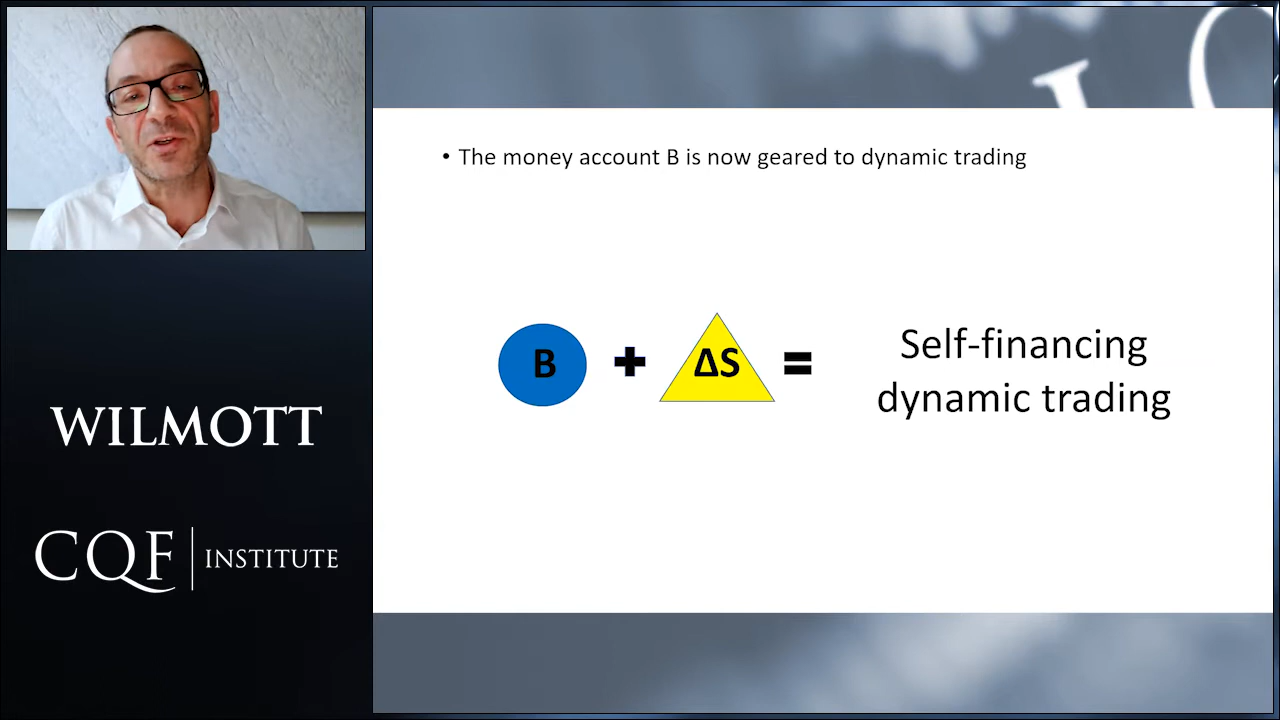 WILMOTT
CQF | INSTITUTE
• The money account B is now geared to dynamic trading
B + ΔS = Self-financing
dynamic trading